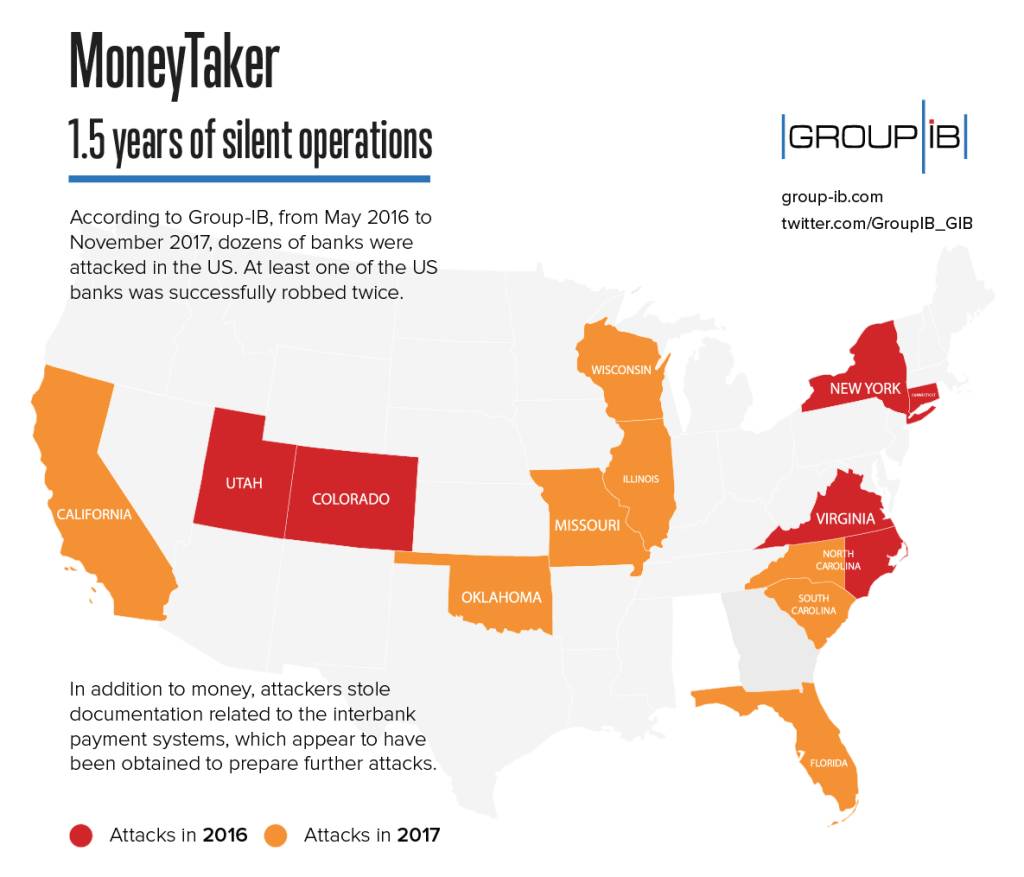 MoneyTaker
1.5 years of silent operations
GROUP iB
group-ib.com
twitter.com/GroupIB_GIB
According to Group-IB, from May 2016 to
November 2017, dozens of banks were
attacked in the US. At least one of the US
banks was successfully robbed twice.
WISCONSIN
NEW YORK
CONNECTICUT
UTAH
COLORADO
ILLINOIS
CALIFORNIA
MISSOURI
VIRGINIA
NORTH
CAROLINA
OKLAHOMA
SOUTH
CAROLINA
FLORIDA
In addition to money, attackers stole
documentation related to the interbank
payment systems, which appear to have
been obtained to prepare further attacks.
Attacks in 2016 Attacks in 2017